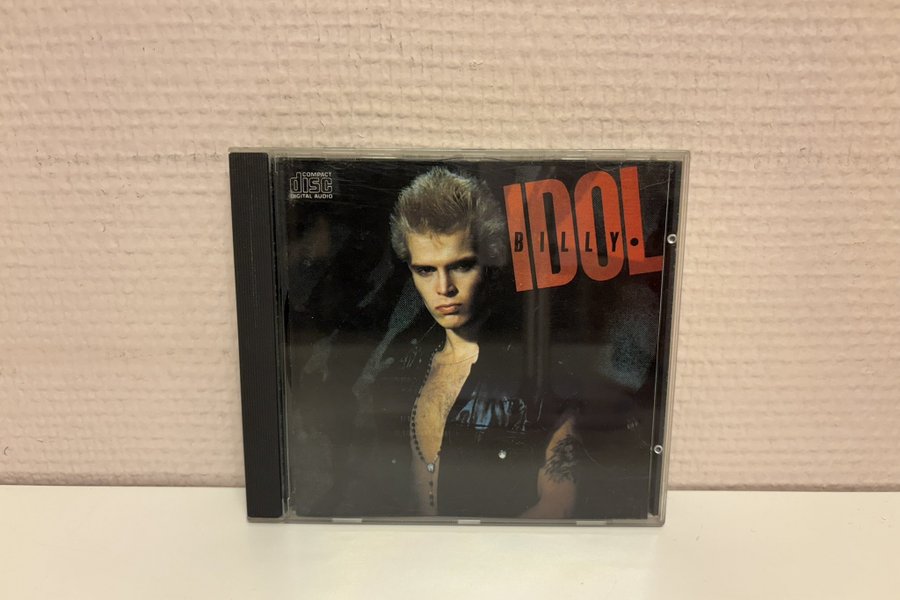 COMPACT
disc
DIGITAL AUDIO
IDOL
BILLY•